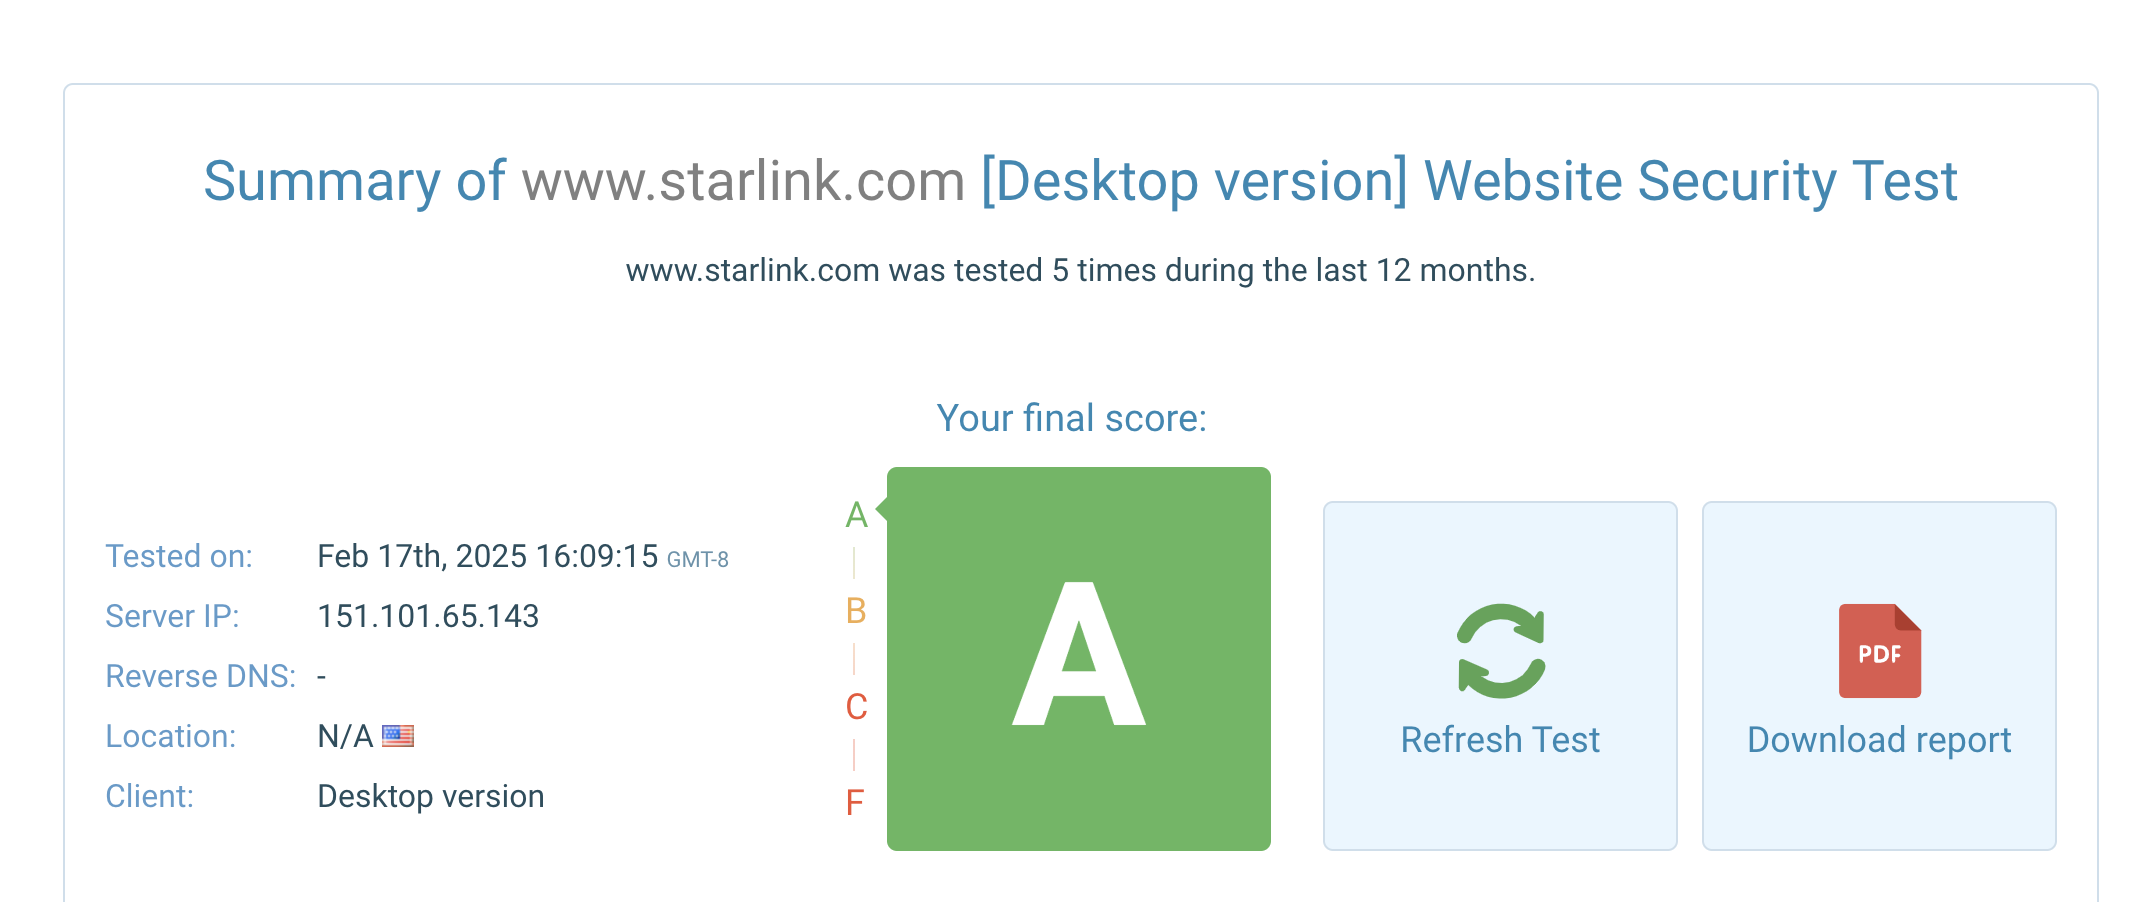 Summary of www.starlink.com [Desktop version] Website Security Test
www.starlink.com was tested 5 times during the last 12 months.
Your final score:
Tested on: Feb 17th, 2025 16:09:15 GMT-8
Server IP: 151.101.65.143
Reverse DNS: -
Location: N/A
Client: Desktop version
A
B
C
F
A
Refresh Test
PDF
Download report